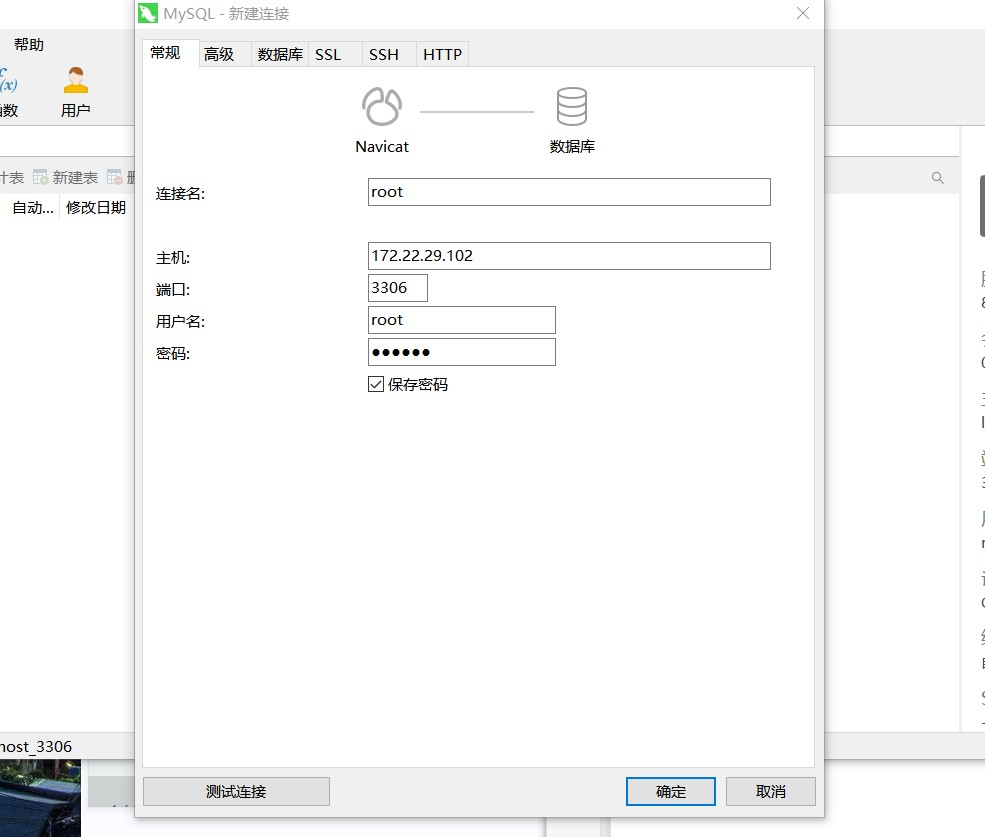 MySQL - 新建连接
帮助
常规 高级 数据库 SSL SSH HTTP
(x)
用户
Navicat 数据库
新建表
自动... 修改日期
连接名: root
主机: 172.22.29.102
端口: 3306
用户名: root
密码: ●●●●●●
保存密码
ost_3306
测试连接 确定 取消